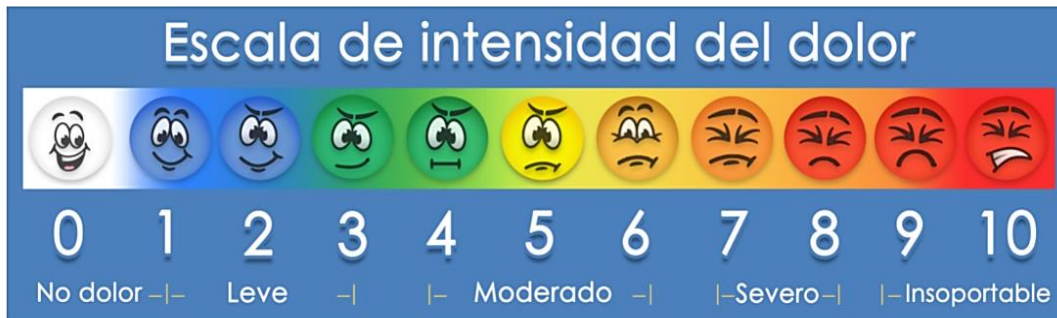 Escala de intensidad del dolor
0 1 2 3 4 5 6 7 8 9 10
No dolor -|- Leve -| |- Moderado -| |-Severo-| |-Insoportable